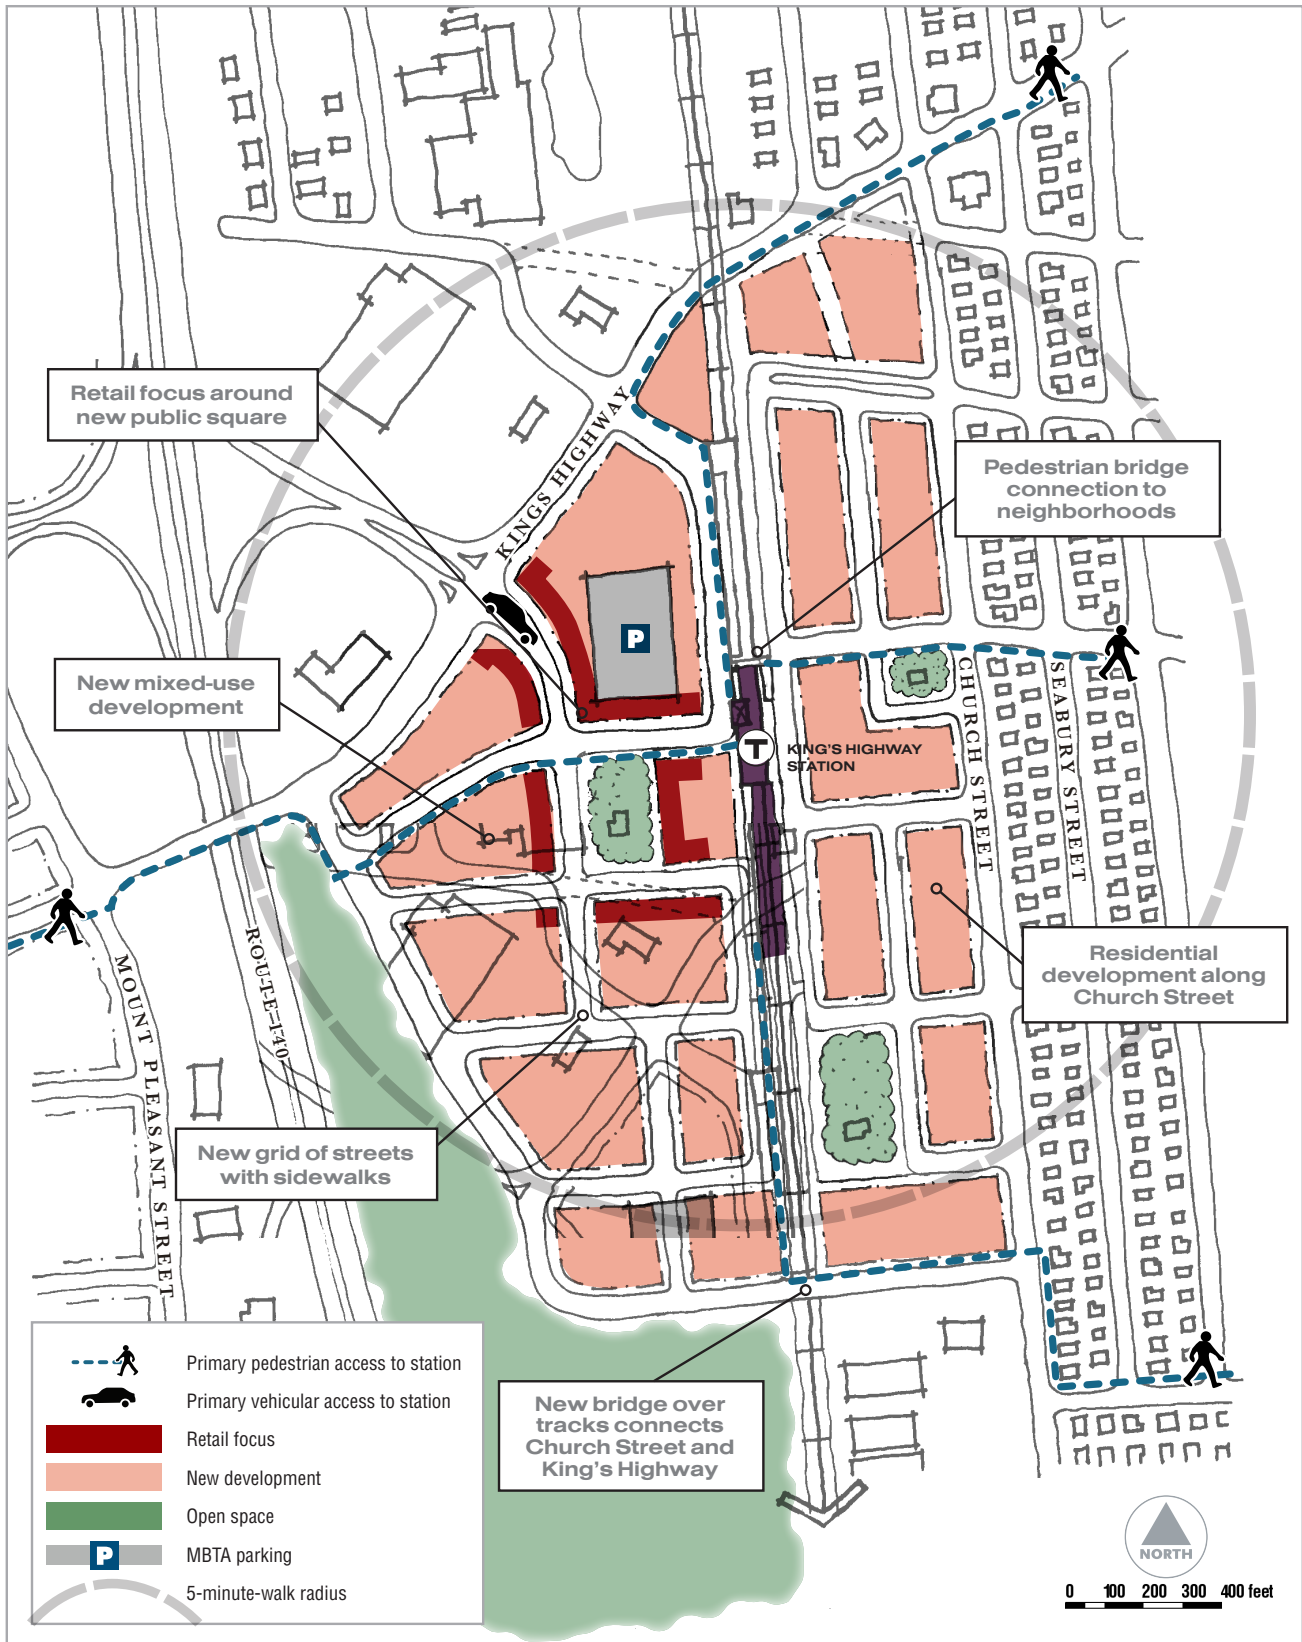 Retail focus around
new public square
KINGS HIGHWAY
Pedestrian bridge
connection to
neighborhoods
P
New mixed-use
development
T
KING'S HIGHWAY
STATION
CHURCH STREET
SEABURY STREET
ROUTE 140
MOUNT PLEASANT STREET
Residential
development along
Church Street
New grid of streets
with sidewalks
New bridge over
tracks connects
Church Street and
King's Highway
Primary pedestrian access to station
Primary vehicular access to station
Retail focus
New development
Open space
P
MBTA parking
5-minute-walk radius
NORTH
0 100 200 300 400 feet